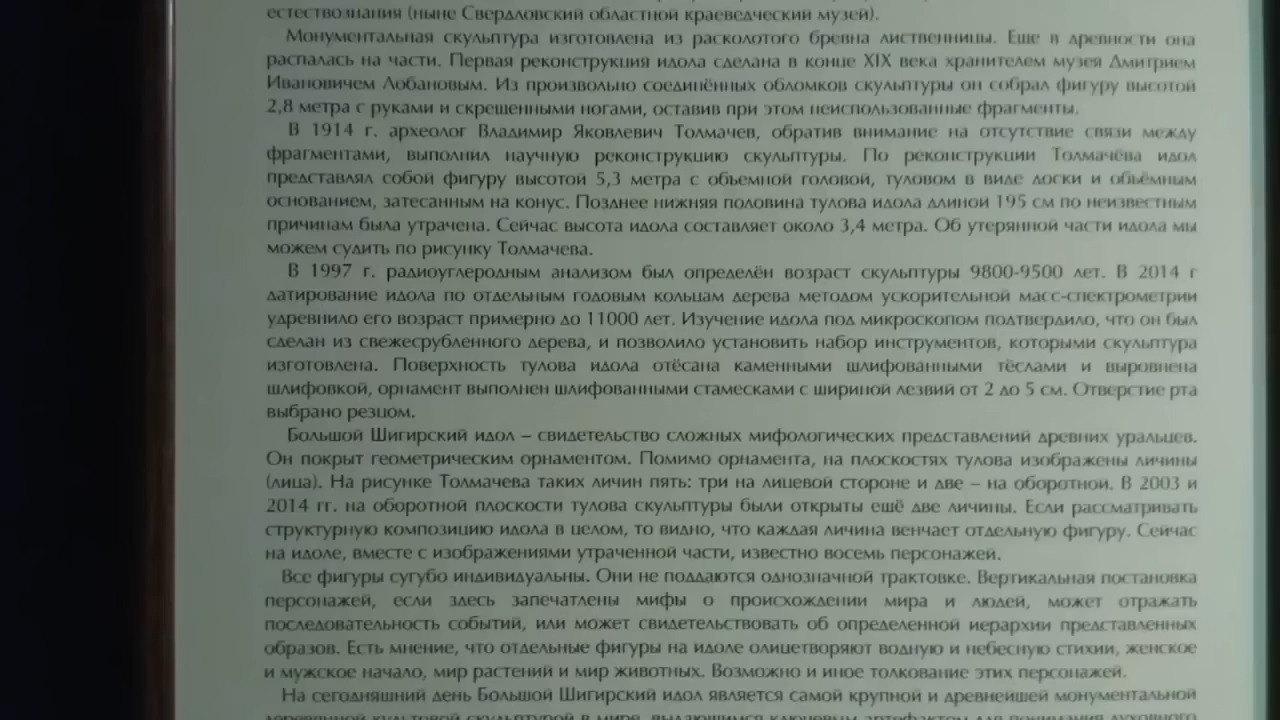 естествознания (ныне Свердловский областной краеведческий музей).
Монументальная скульптура изготовлена из расколотого бревна лиственницы. Еще в древности она
распалась на части. Первая реконструкция идола сделана в конце XIX века хранителем музея Дмитрием
Ивановичем Лобановым. Из произвольно соединённых обломков скульптуры он собрал фигуру высотой
2,8 метра с руками и скрещенными ногами, оставив при этом неиспользованные фрагменты.
В 1914 г. археолог Владимир Яковлевич Толмачев, обратив внимание на отсутствие связи между
фрагментами, выполнил научную реконструкцию скульптуры. По реконструкции Толмачёва идол
представлял собой фигуру высотой 5,3 метра с объемной головой, туловом в виде доски и объёмным
основанием, затесанным на конус. Позднее нижняя половина тулова идола длиной 195 см по неизвестным
причинам была утрачена. Сейчас высота идола составляет около 3,4 метра. Об утерянной части идола мы
можем судить по рисунку Толмачева.
В 1997 г. радиоуглеродным анализом был определён возраст скульптуры 9800-9500 лет. В 2014 г
датирование идола по отдельным годовым кольцам дерева методом ускорительной масс-спектрометрии
удревнило его возраст примерно до 11000 лет. Изучение идола под микроскопом подтвердило, что он был
сделан из свежесрубленного дерева, и позволило установить набор инструментов, которыми скульптура
изготовлена. Поверхность тулова идола отёсана каменными шлифованными тёслами и выровнена
шлифовкой, орнамент выполнен шлифованными стамесками с шириной лезвий от 2 до 5 см. Отверстие рта
выбрано резцом.
Большой Шигирский идол – свидетельство сложных мифологических представлений древних уральцев.
Он покрыт геометрическим орнаментом. Помимо орнамента, на плоскостях тулова изображены личины
(лица). На рисунке Толмачева таких личин пять: три на лицевой стороне и две – на оборотной. В 2003 и
2014 гг. на оборотной плоскости тулова скульптуры были открыты ещё две личины. Если рассматривать
структурную композицию идола в целом, то видно, что каждая личина венчает отдельную фигуру. Сейчас
на идоле, вместе с изображениями утраченной части, известно восемь персонажей.
Все фигуры сугубо индивидуальны. Они не поддаются однозначной трактовке. Вертикальная постановка
персонажей, если здесь запечатлены мифы о происхождении мира и людей, может отражать
последовательность событий, или может свидетельствовать об определенной иерархии представленных
образов. Есть мнение, что отдельные фигуры на идоле олицетворяют водную и небесную стихии, женское
и мужское начало, мир растений и мир животных. Возможно и иное толкование этих персонажей.
На сегодняшний день Большой Шигирский идол является самой крупной и древнейшей монументальной